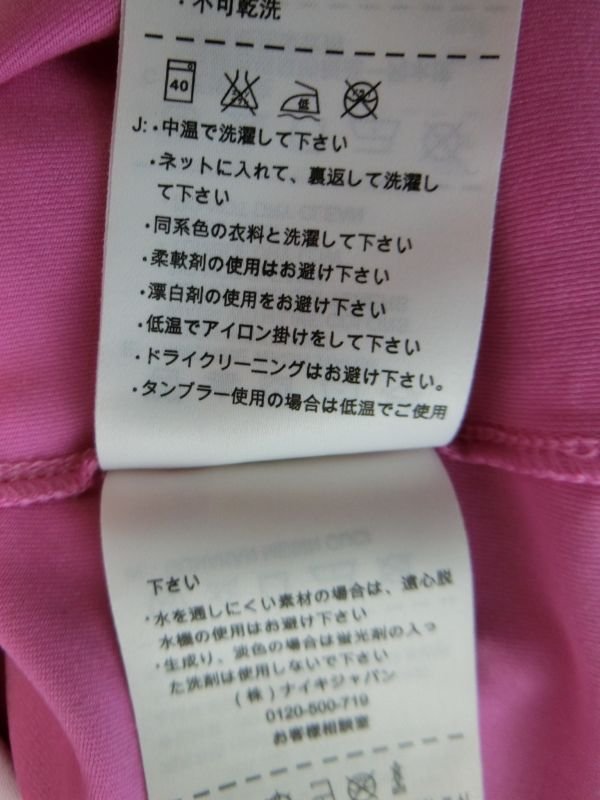 ・不可乾洗
40
低
J:・中温で洗濯して下さい
・ネットに入れて、裏返して洗濯し
て下さい
・同系色の衣料と洗濯して下さい
・柔軟剤の使用はお避け下さい
・漂白剤の使用をお避け下さい
・低温でアイロン掛けをして下さい
・ドライクリーニングはお避け下さい。
・タンブラー使用の場合は低温でご使用
下さい
・水を通しにくい素材の場合は、遠心脱
水機の使用はお避け下さい
・生成り、淡色の場合は蛍光剤の入っ
た洗剤は使用しないで下さい
(株)ナイキジャパン
0120-500-719
お客様相談室